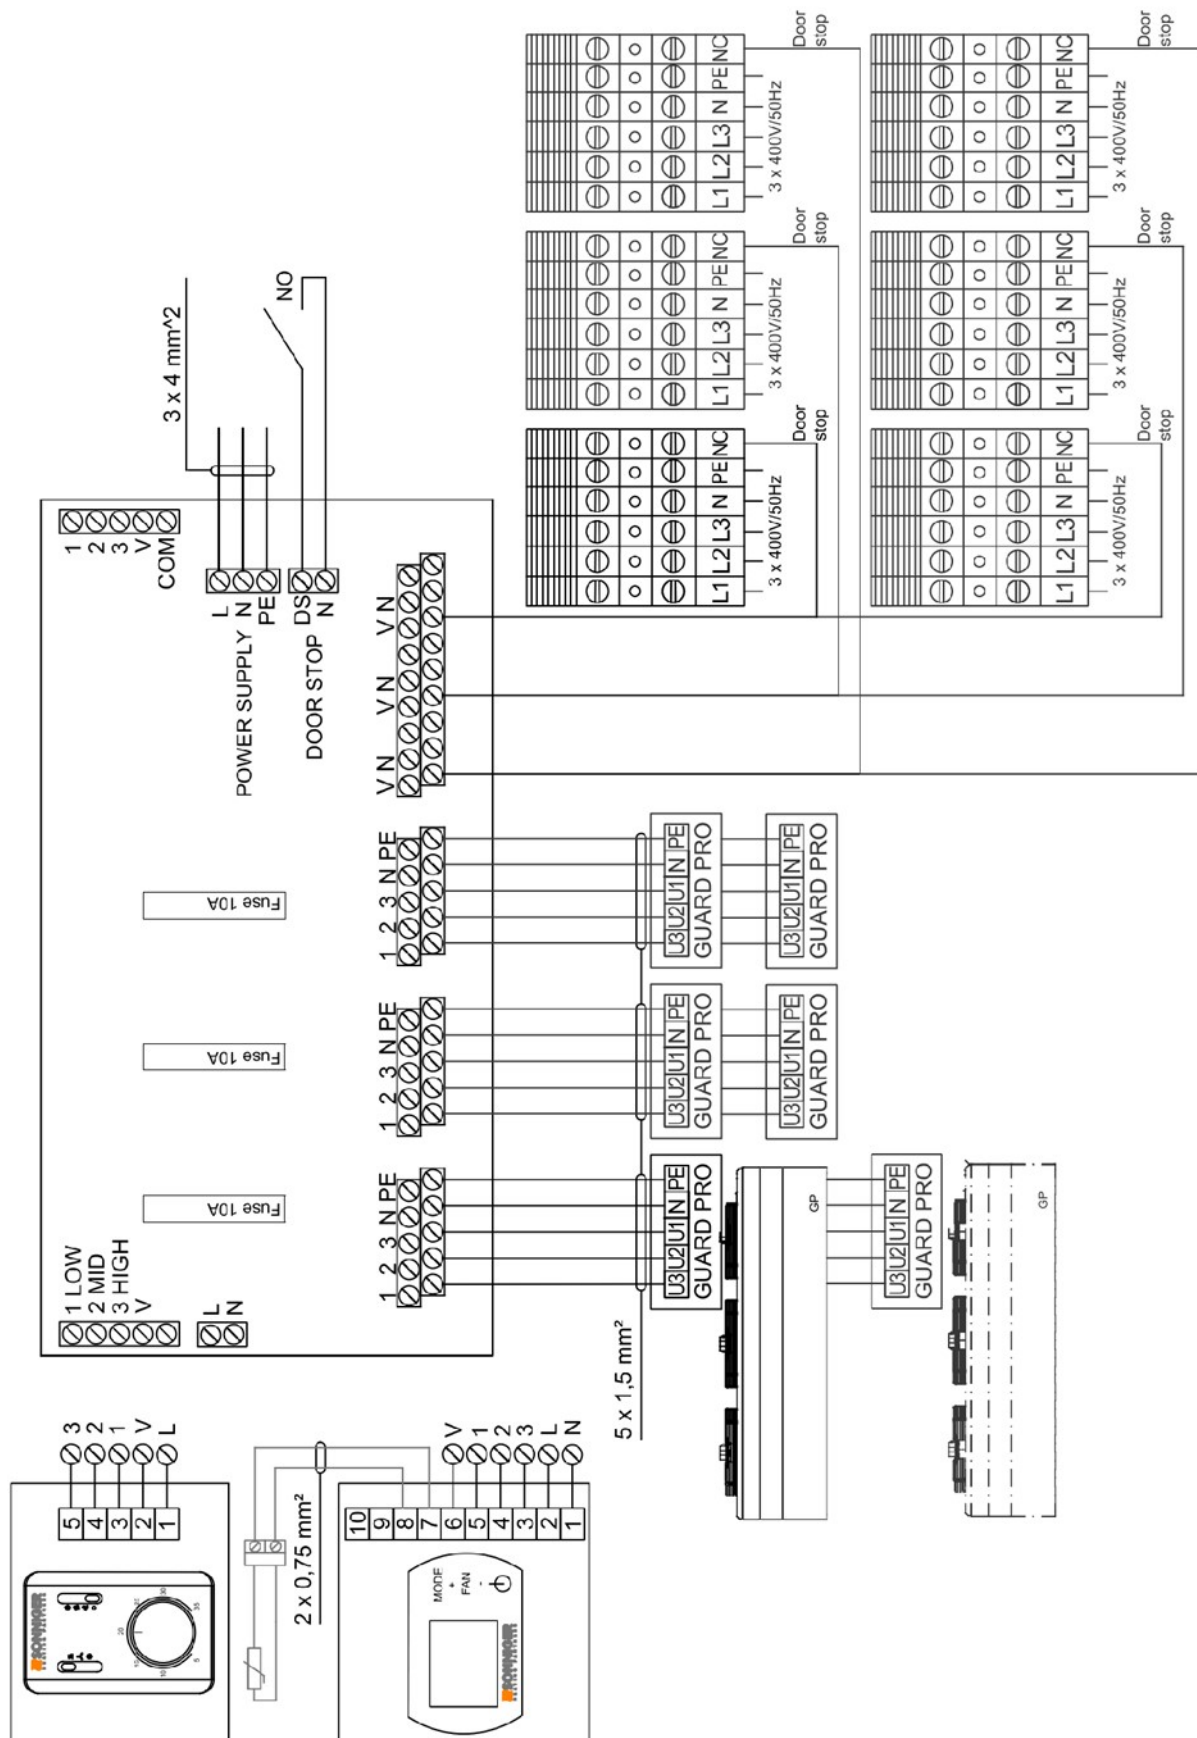 SONNIGER
5
10
20
30
35
5 3
4 2
3 1
2 V
1 L
1 LOW
2 MID
3 HIGH
V
L
N
Fuse 10A
Fuse 10A
Fuse 10A
1
2
3
V
COM
3 x 4 mm^2
POWER SUPPLY
L
N
PE
NO
DOOR STOP
DS
N
2 x 0,75 mm²
10
9
8
7
6 V
5 1
4 2
3 3
2 L
1 N
MODE
+
FAN
-
SONNIGER
1 2 3 N PE
1 2 3 N PE
1 2 3 N PE
V N
V N
V N
5 x 1,5 mm²
U3 U2 U1 N PE
GUARD PRO
U3 U2 U1 N PE
GUARD PRO
U3 U2 U1 N PE
GUARD PRO
GP
U3 U2 U1 N PE
GUARD PRO
U3 U2 U1 N PE
GUARD PRO
U3 U2 U1 N PE
GUARD PRO
GP
L1 L2 L3 N PE NC
3 x 400V/50Hz
Door
stop
L1 L2 L3 N PE NC
3 x 400V/50Hz
Door
stop
L1 L2 L3 N PE NC
3 x 400V/50Hz
Door
stop
L1 L2 L3 N PE NC
3 x 400V/50Hz
Door
stop
L1 L2 L3 N PE NC
3 x 400V/50Hz
Door
stop
L1 L2 L3 N PE NC
3 x 400V/50Hz
Door
stop